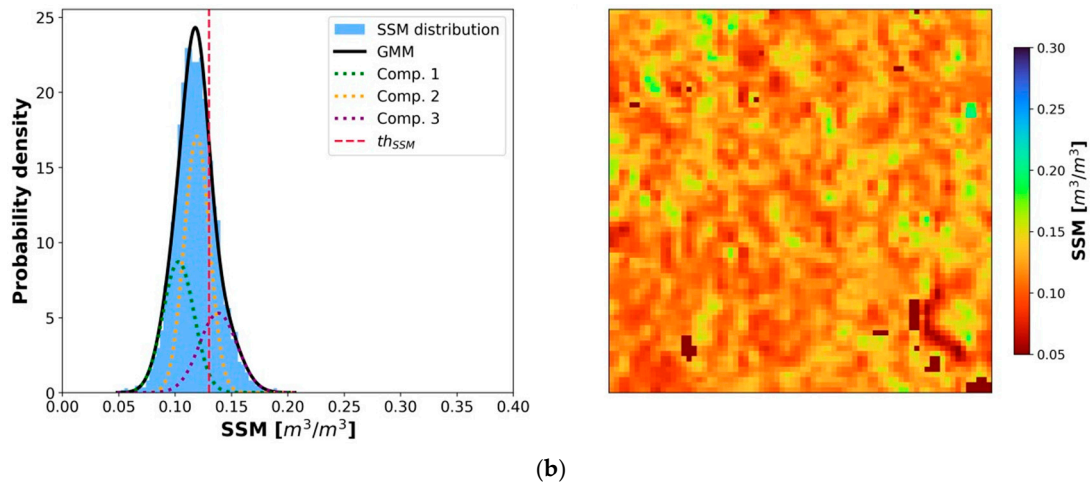 Probability density
25
20
15
10
5
0
SSM distribution
GMM
Comp. 1
Comp. 2
Comp. 3
th_SSM
0.00 0.05 0.10 0.15 0.20 0.25 0.30 0.35 0.40
SSM [m³/m³]
0.30
0.25
0.20
0.15
0.10
0.05
SSM [m³/m³]
(b)